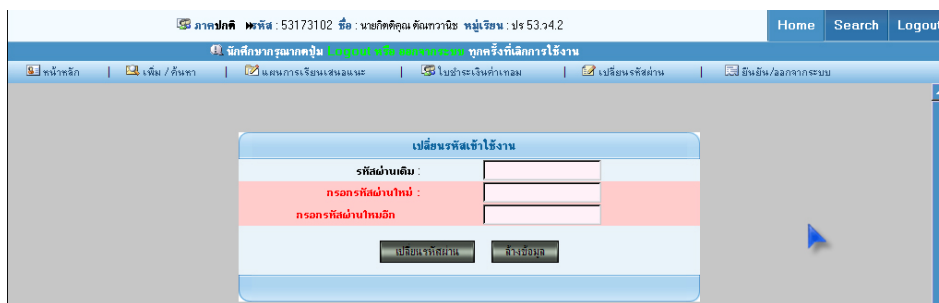 ภาคปกติ รหัส : 53173102 ชื่อ : นายกิตติคุณ ตัณฑวานิช หมู่เรียน : ปร 53.ว4.2 Home Search Logout
นักศึกษากรุณากดปุ่ม Logout หรือ ออกจากระบบ ทุกครั้งที่เลิกการใช้งาน
หน้าหลัก | เพิ่ม / ค้นหา | แผนการเรียนเสนอแนะ | ใบชำระเงินค่าเทอม | เปลี่ยนรหัสผ่าน | ยืนยัน/ออกจากระบบ
เปลี่ยนรหัสเข้าใช้งาน
รหัสผ่านเดิม :
กรอกรหัสผ่านใหม่ :
กรอกรหัสผ่านใหม่อีก
เปลี่ยนรหัสผ่าน ล้างข้อมูล